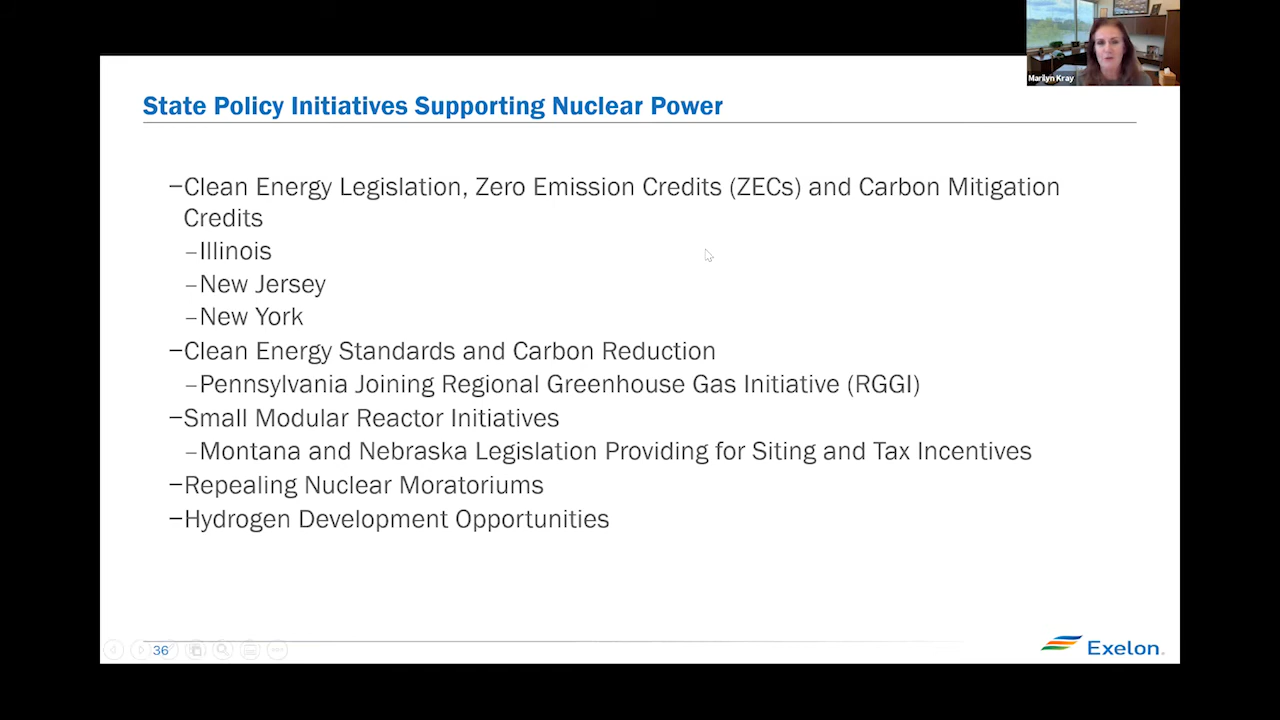 Marilyn Kray
State Policy Initiatives Supporting Nuclear Power
−Clean Energy Legislation, Zero Emission Credits (ZECs) and Carbon Mitigation
Credits
−Illinois
−New Jersey
−New York
−Clean Energy Standards and Carbon Reduction
−Pennsylvania Joining Regional Greenhouse Gas Initiative (RGGI)
−Small Modular Reactor Initiatives
−Montana and Nebraska Legislation Providing for Siting and Tax Incentives
−Repealing Nuclear Moratoriums
−Hydrogen Development Opportunities
36
Exelon.